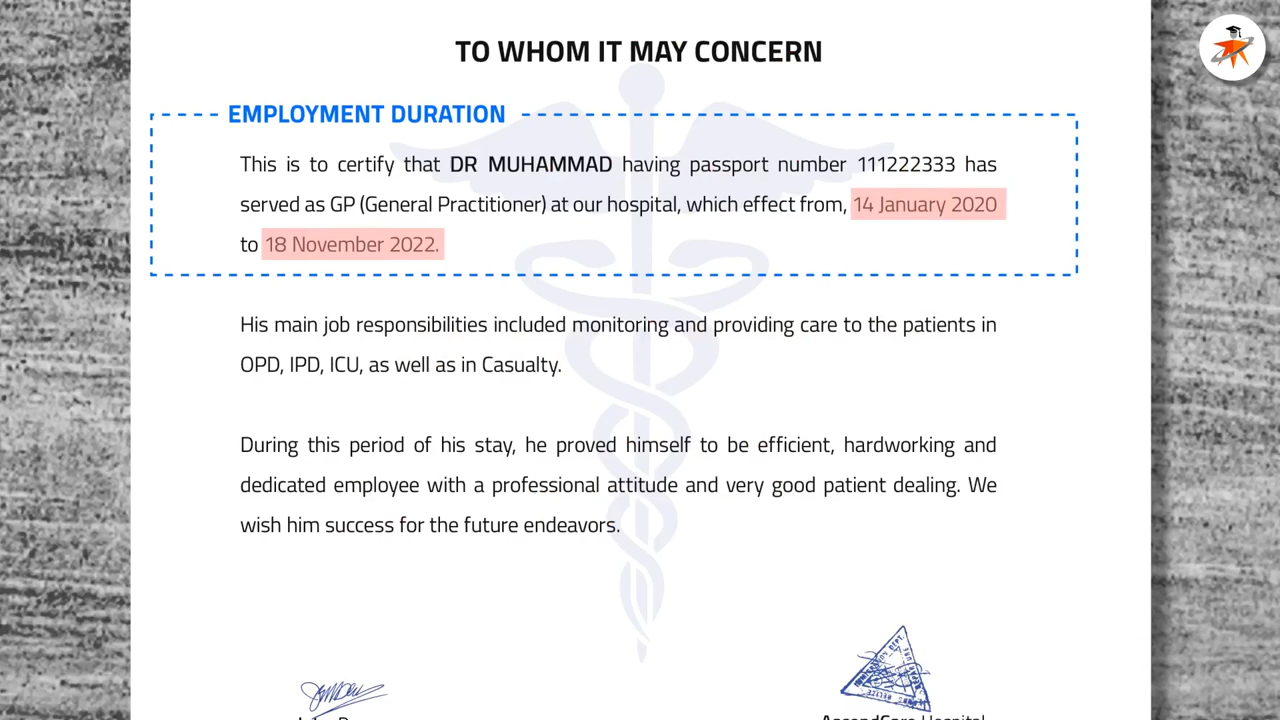 TO WHOM IT MAY CONCERN
EMPLOYMENT DURATION
This is to certify that DR MUHAMMAD having passport number 111222333 has
served as GP (General Practitioner) at our hospital, which effect from, 14 January 2020
to 18 November 2022.
His main job responsibilities included monitoring and providing care to the patients in
OPD, IPD, ICU, as well as in Casualty.
During this period of his stay, he proved himself to be efficient, hardworking and
dedicated employee with a professional attitude and very good patient dealing. We
wish him success for the future endeavors.
AscendCare Hospital